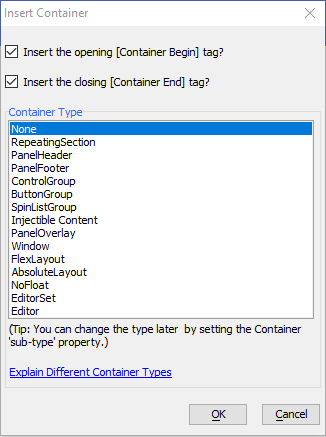 Insert Container
Insert the opening [Container Begin] tag?
Insert the closing [Container End] tag?
Container Type
None
RepeatingSection
PanelHeader
PanelFooter
ControlGroup
ButtonGroup
SpinListGroup
Injectible Content
PanelOverlay
Window
FlexLayout
AbsoluteLayout
NoFloat
EditorSet
Editor
(Tip: You can change the type later  by setting the Container
'sub-type' property.)
Explain Different Container Types
OK
Cancel